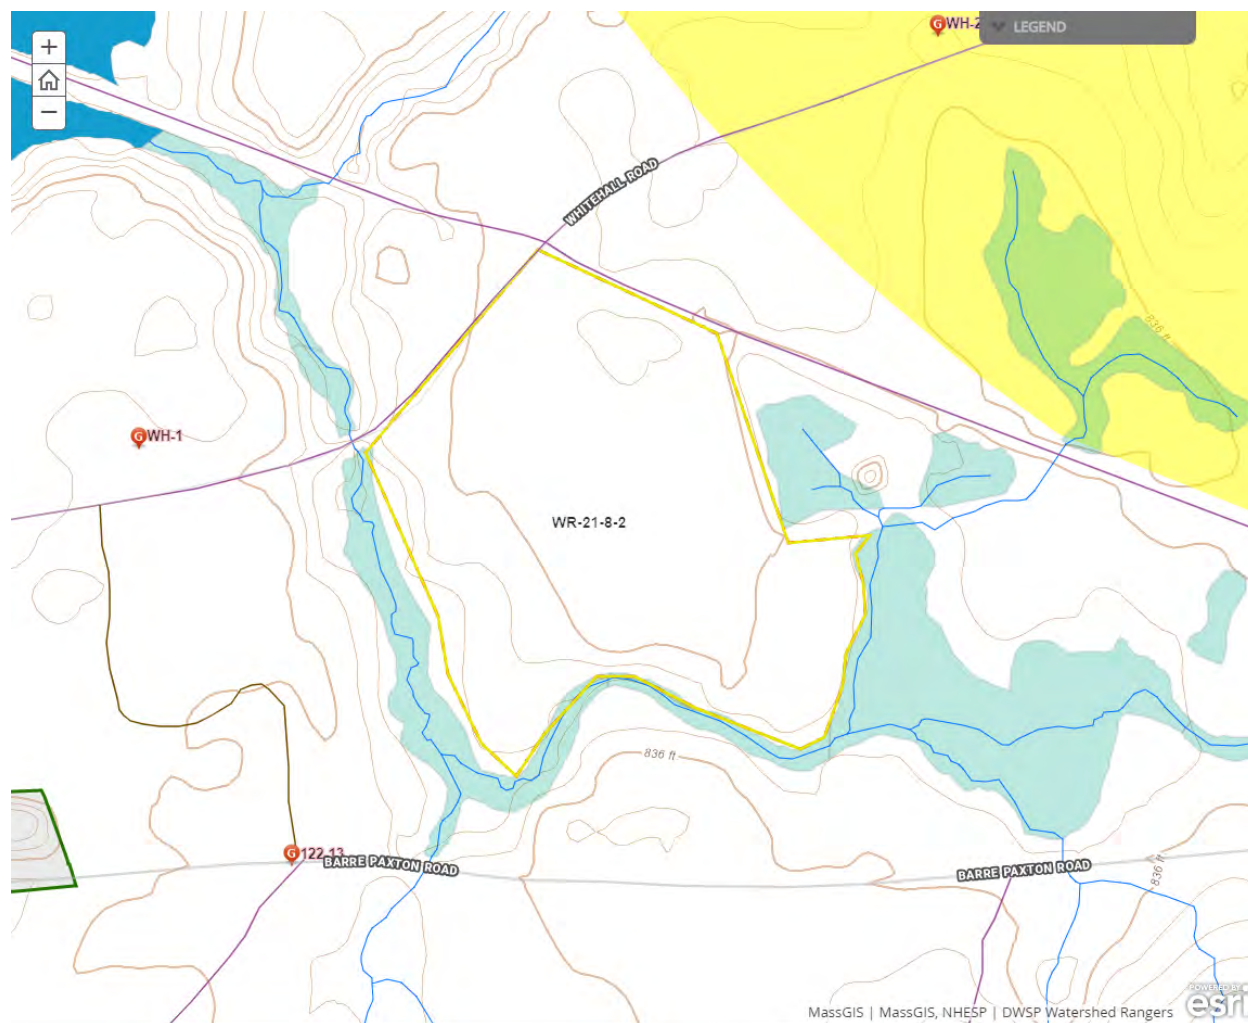 +
G WH-2
LEGEND
−
WHITEHALL ROAD
836 ft
G WH-1
WR-21-8-2
836 ft
G 122-13
BARRE PAXTON ROAD
BARRE PAXTON ROAD
836 ft
POWERED BY
esri
MassGIS | MassGIS, NHESP | DWSP Watershed Rangers